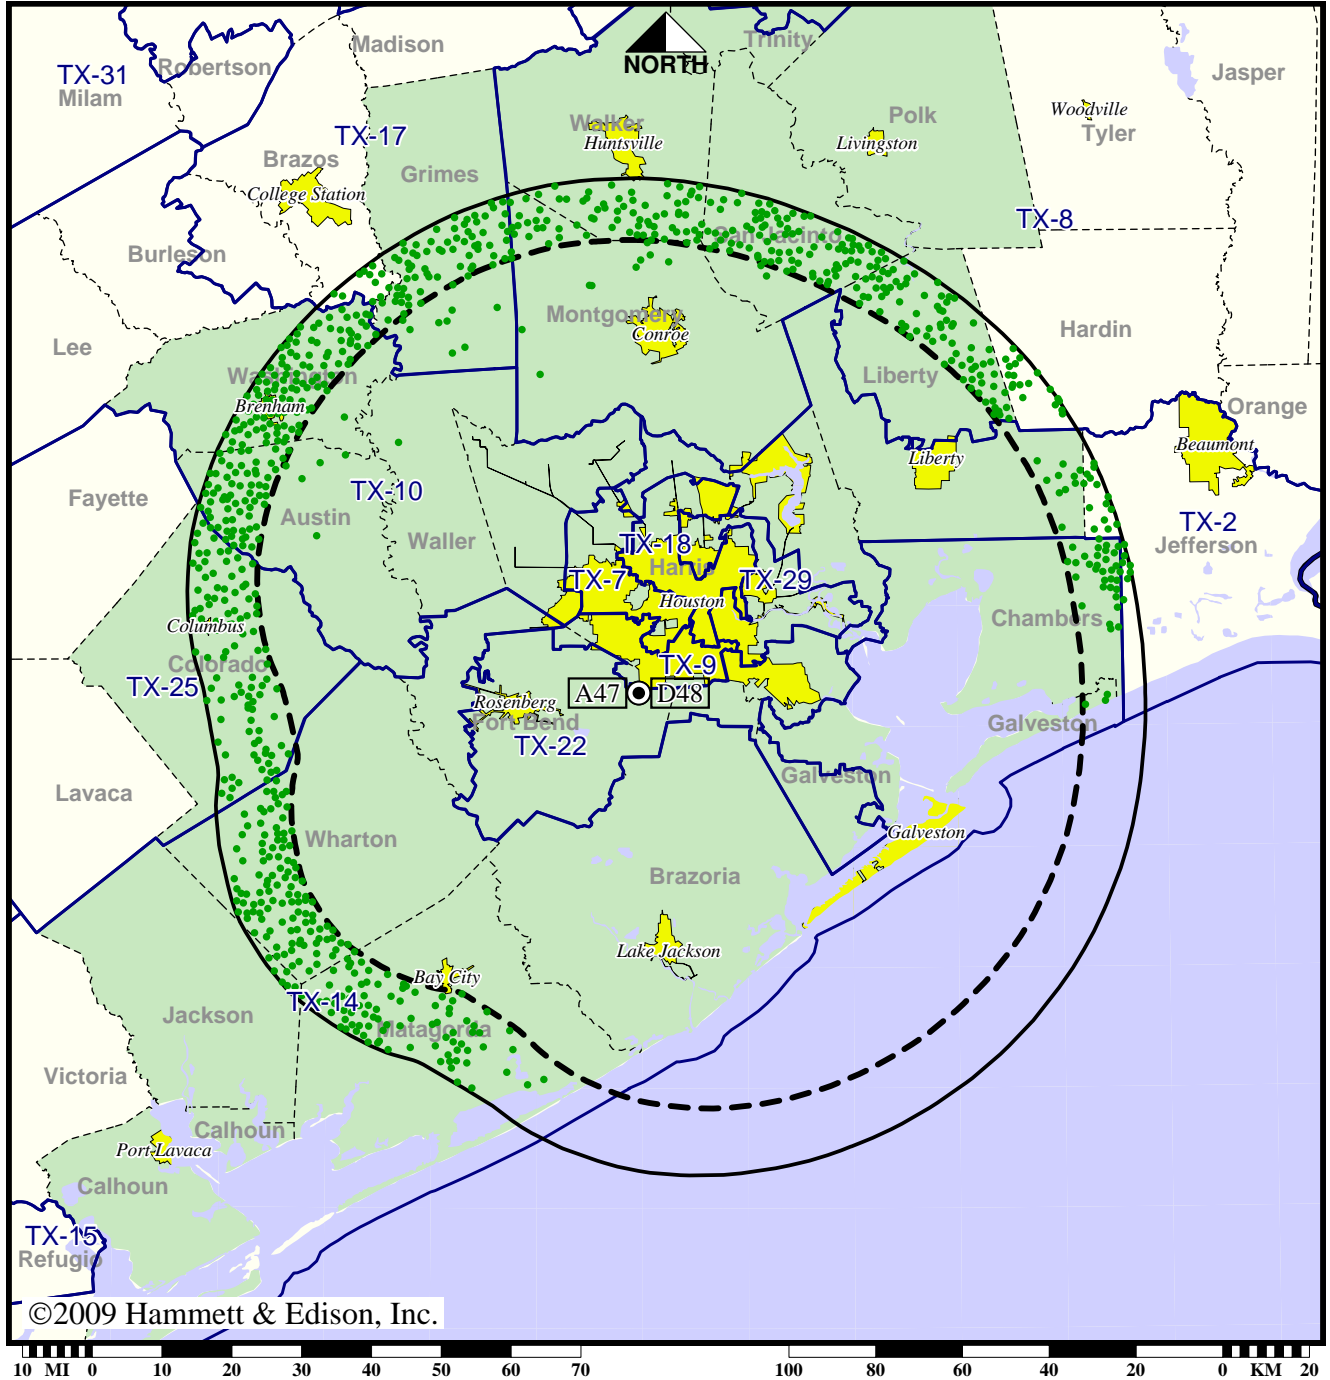 Madison
Trinity
NORTH
Robertson
TX-31
Milam
Jasper
Woodville
Tyler
Polk
Walker
Huntsville
Livingston
TX-17
Brazos
Grimes
College Station
TX-8
San Jacinto
Burleson
Montgomery
Conroe
Hardin
Lee
Washington
Liberty
Brenham
Orange
Beaumont
Liberty
Fayette
TX-10
Austin
TX-2
Jefferson
Waller
TX-18
Harris
TX-7
TX-29
Houston
Chambers
Columbus
Colorado
TX-9
TX-25
A47
D48
Rosenberg
Fort Bend
TX-22
Galveston
Galveston
Lavaca
Galveston
Wharton
Brazoria
Lake Jackson
Bay City
TX-14
Jackson
Matagorda
Victoria
Calhoun
Port Lavaca
Calhoun
TX-15
Refugio
©2009 Hammett & Edison, Inc.
10 MI 0 10 20 30 40 50 60 70 100 80 60 40 20 0 KM 20